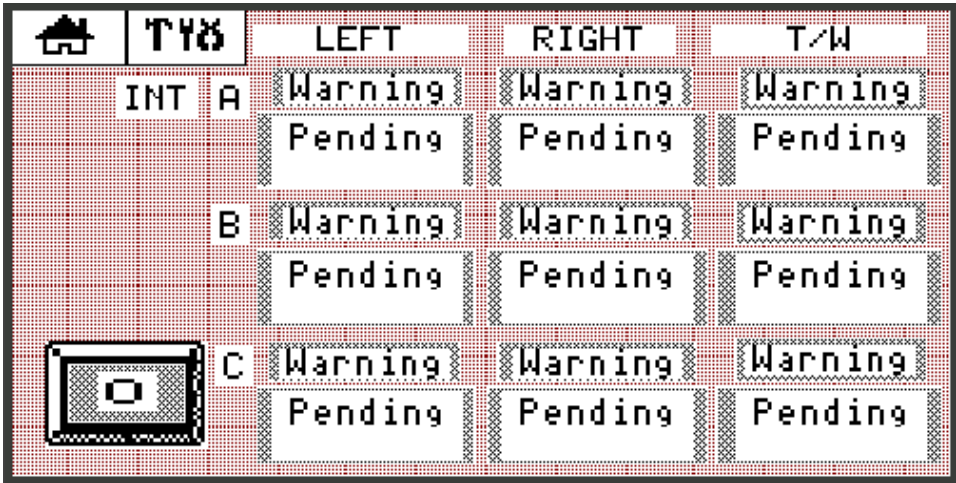 LEFT RIGHT T/W
INT A Warning Warning Warning
Pending Pending Pending
B Warning Warning Warning
Pending Pending Pending
C Warning Warning Warning
Pending Pending Pending